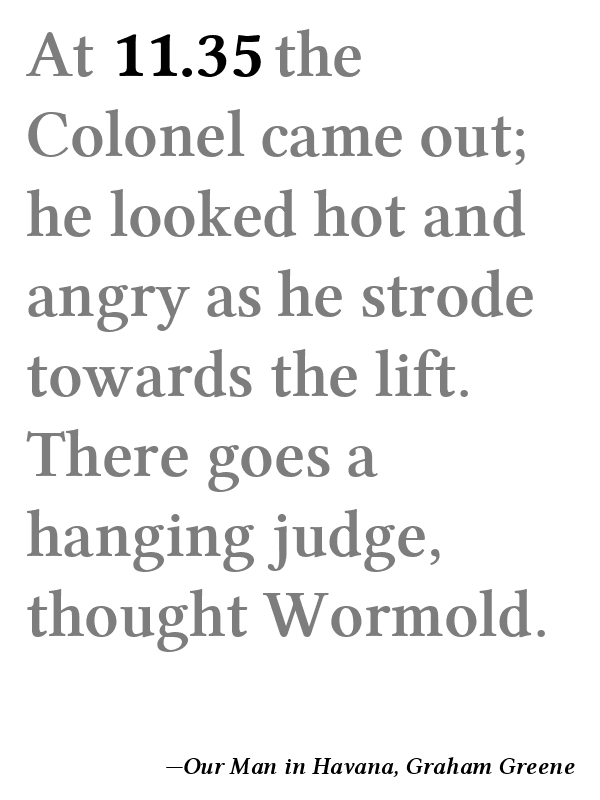 At 11.35 the
Colonel came out;
he looked hot and
angry as he strode
towards the lift.
There goes a
hanging judge,
thought Wormold.
—Our Man in Havana, Graham Greene